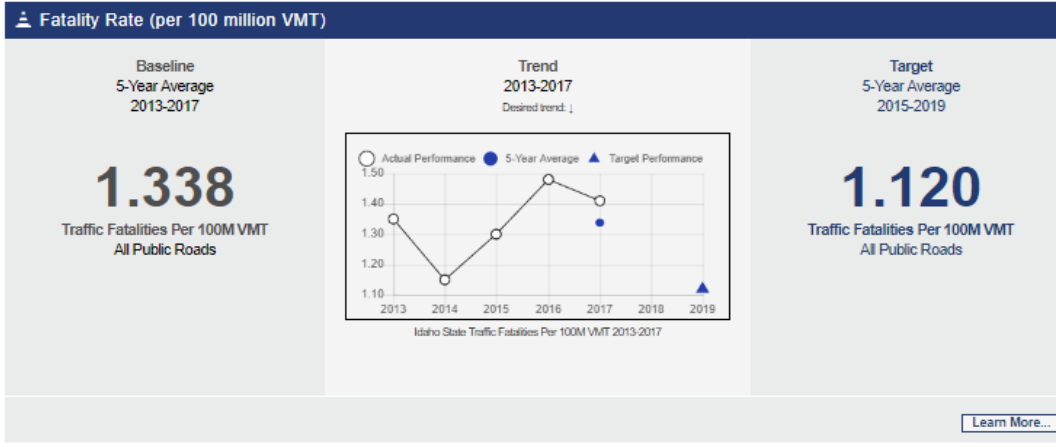 Fatality Rate (per 100 million VMT)
Baseline
5-Year Average
2013-2017
1.338
Traffic Fatalities Per 100M VMT
All Public Roads
Trend
2013-2017
Desired trend: ↓
Actual Performance 5-Year Average Target Performance
1.50
1.40
1.30
1.20
1.10
2013 2014 2015 2016 2017 2018 2019
Idaho State Traffic Fatalities Per 100M VMT 2013-2017
Target
5-Year Average
2015-2019
1.120
Traffic Fatalities Per 100M VMT
All Public Roads
Learn More...